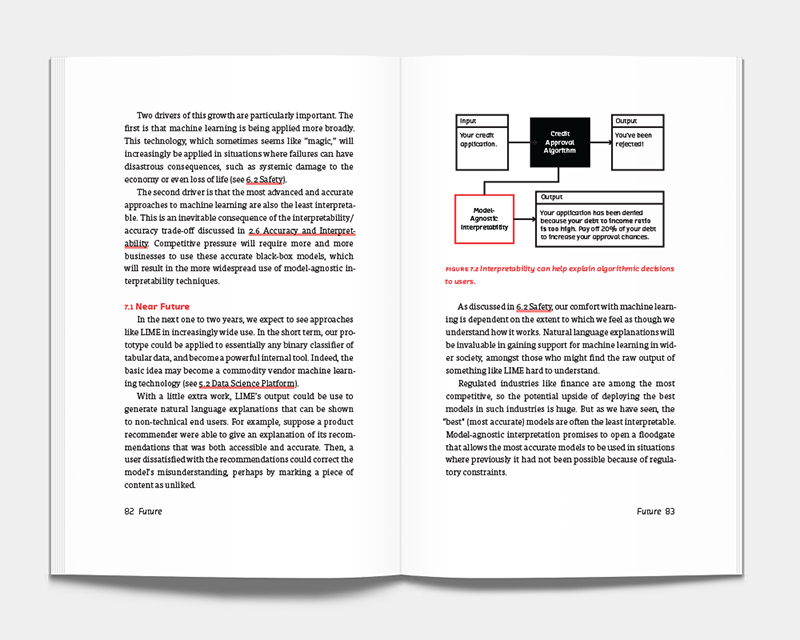 Two drivers of this growth are particularly important. The
first is that machine learning is being applied more broadly.
This technology, which sometimes seems like “magic,” will
increasingly be applied in situations where failures can have
disastrous consequences, such as systemic damage to the
economy or even loss of life (see 6.2 Safety).
The second driver is that the most advanced and accurate
approaches to machine learning are also the least interpreta-
ble. This is an inevitable consequence of the interpretability/
accuracy trade-off discussed in 2.6 Accuracy and Interpret-
ability. Competitive pressure will require more and more
businesses to use these accurate black-box models, which
will result in the more widespread use of model-agnostic in-
terpretability techniques.
7.1 Near Future
In the next one to two years, we expect to see approaches
like LIME in increasingly wide use. In the short term, our pro-
totype could be applied to essentially any binary classifier of
tabular data, and become a powerful internal tool. Indeed, the
basic idea may become a commodity vendor machine learn-
ing technology (see 5.2 Data Science Platform).
With a little extra work, LIME’s output could be use to
generate natural language explanations that can be shown
to non-technical end users. For example, suppose a product
recommender were able to give an explanation of its recom-
mendations that was both accessible and accurate. Then, a
user dissatisfied with the recommendations could correct the
model’s misunderstanding, perhaps by marking a piece of
content as unliked.
82 Future
Input
Your credit
application.
Credit
Approval
Algorithm
Output
You've been
rejected!
Model-
Agnostic
Interpretability
Output
Your application has been denied
because your debt to income ratio
is too high. Pay off 20% of your debt
to increase your approval chances.
FIGURE 7.2 Interpretability can help explain algorithmic decisions
to users.
As discussed in 6.2 Safety, our comfort with machine learn-
ing is dependent on the extent to which we feel as though we
understand how it works. Natural language explanations will
be invaluable in gaining support for machine learning in wid-
er society, amongst those who might find the raw output of
something like LIME hard to understand.
Regulated industries like finance are among the most
competitive, so the potential upside of deploying the best
models in such industries is huge. But as we have seen, the
“best” (most accurate) models are often the least interpretable.
Model-agnostic interpretation promises to open a floodgate
that allows the most accurate models to be used in situations
where previously it had not been possible because of regula-
tory constraints.
Future 83